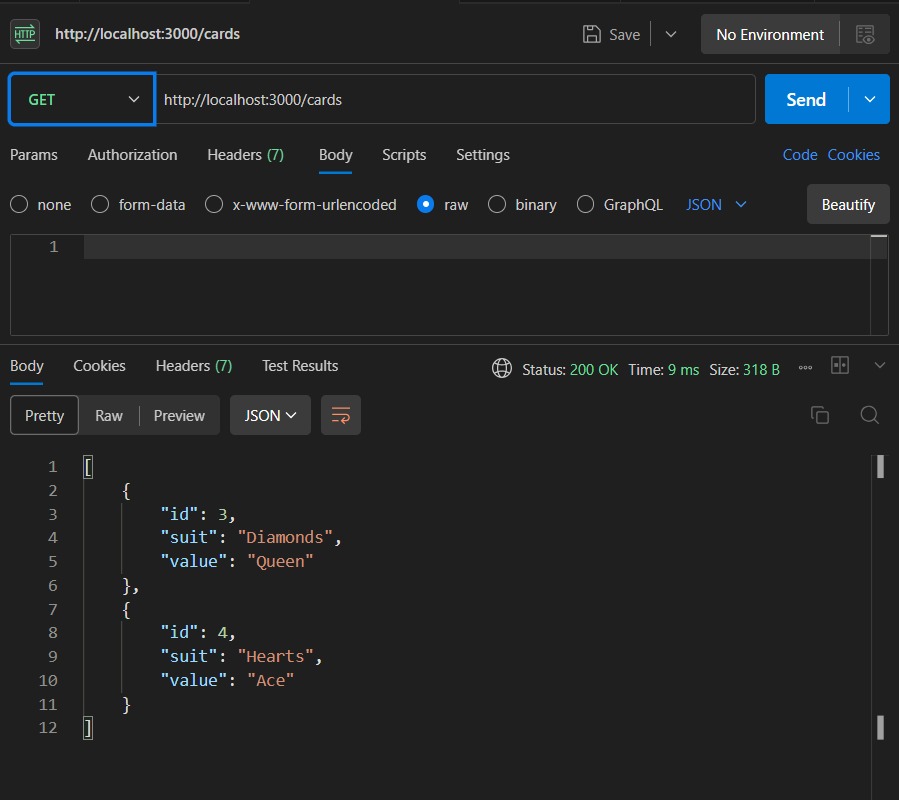 HTTP http://localhost:3000/cards Save No Environment
GET http://localhost:3000/cards Send
Params Authorization Headers (7) Body Scripts Settings Code Cookies
none form-data x-www-form-urlencoded raw binary GraphQL JSON Beautify
1
Body Cookies Headers (7) Test Results Status: 200 OK Time: 9 ms Size: 318 B
Pretty Raw Preview JSON
1 [
2 {
3 "id": 3,
4 "suit": "Diamonds",
5 "value": "Queen"
6 },
7 {
8 "id": 4,
9 "suit": "Hearts",
10 "value": "Ace"
11 }
12 ]